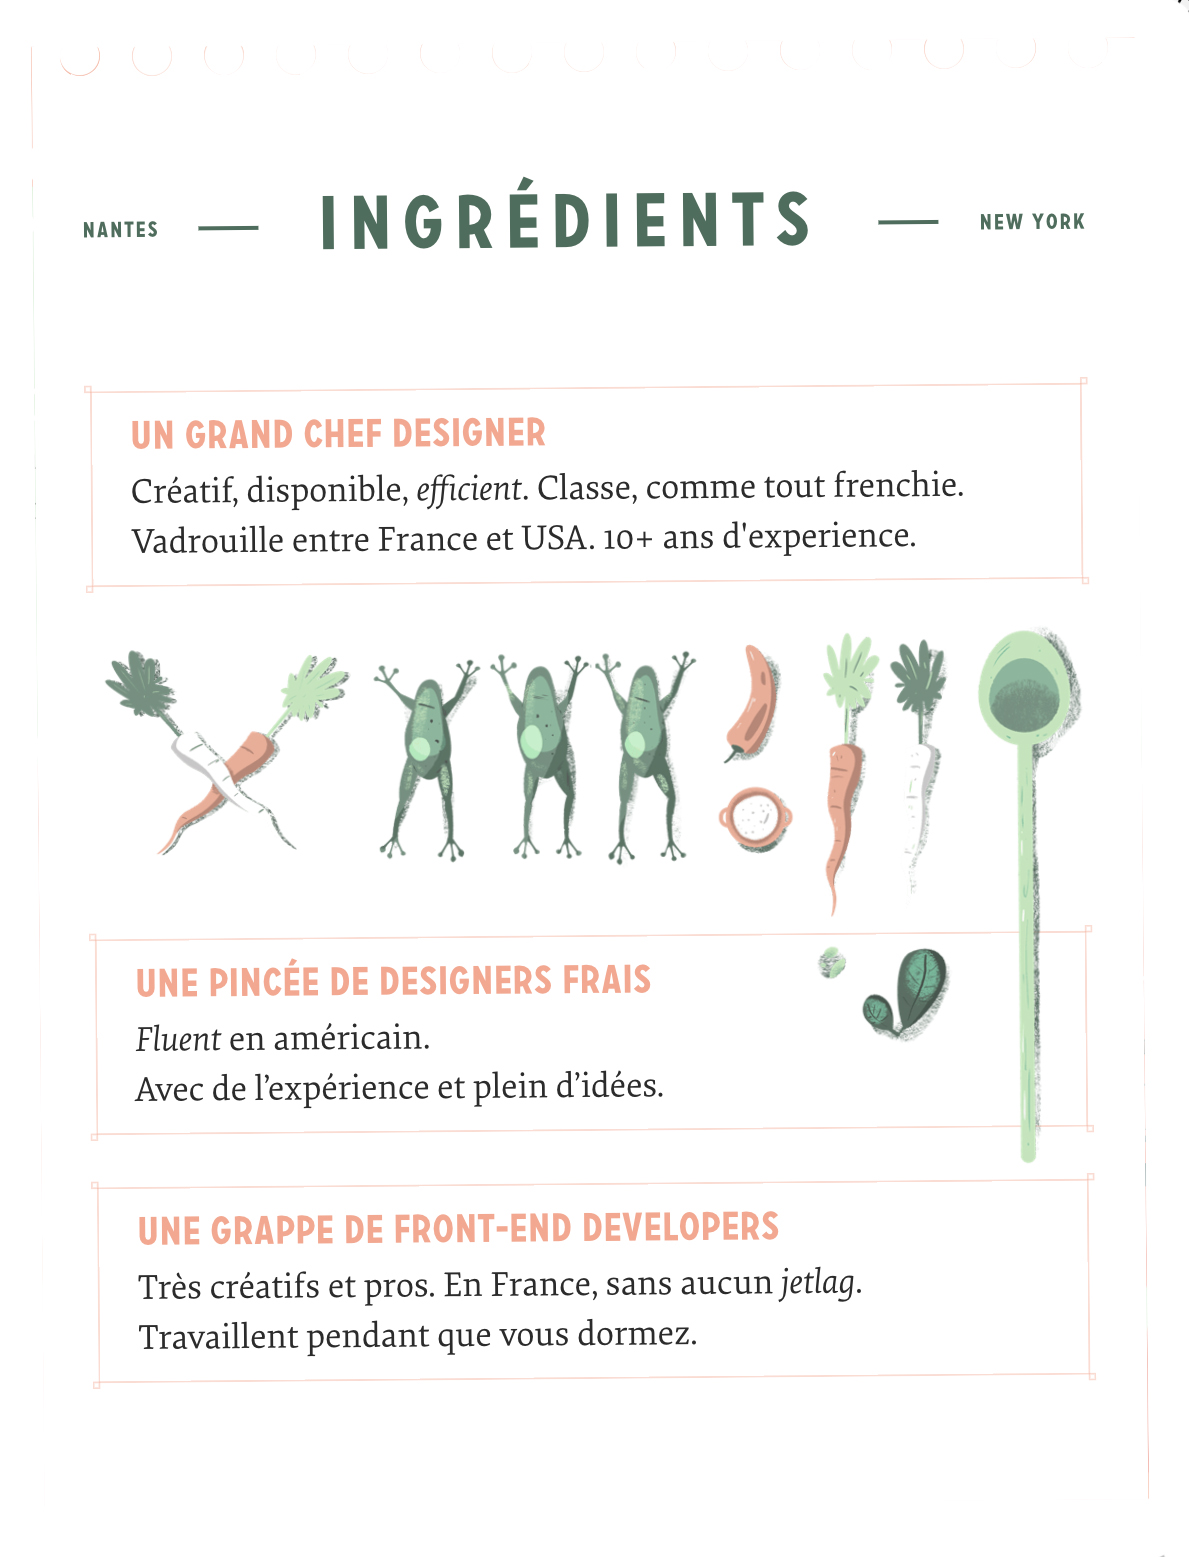 NANTES — INGRÉDIENTS — NEW YORK
UN GRAND CHEF DESIGNER
Créatif, disponible, efficient. Classe, comme tout frenchie.
Vadrouille entre France et USA. 10+ ans d'experience.
UNE PINCÉE DE DESIGNERS FRAIS
Fluent en américain.
Avec de l’expérience et plein d’idées.
UNE GRAPPE DE FRONT-END DEVELOPERS
Très créatifs et pros. En France, sans aucun jetlag.
Travaillent pendant que vous dormez.